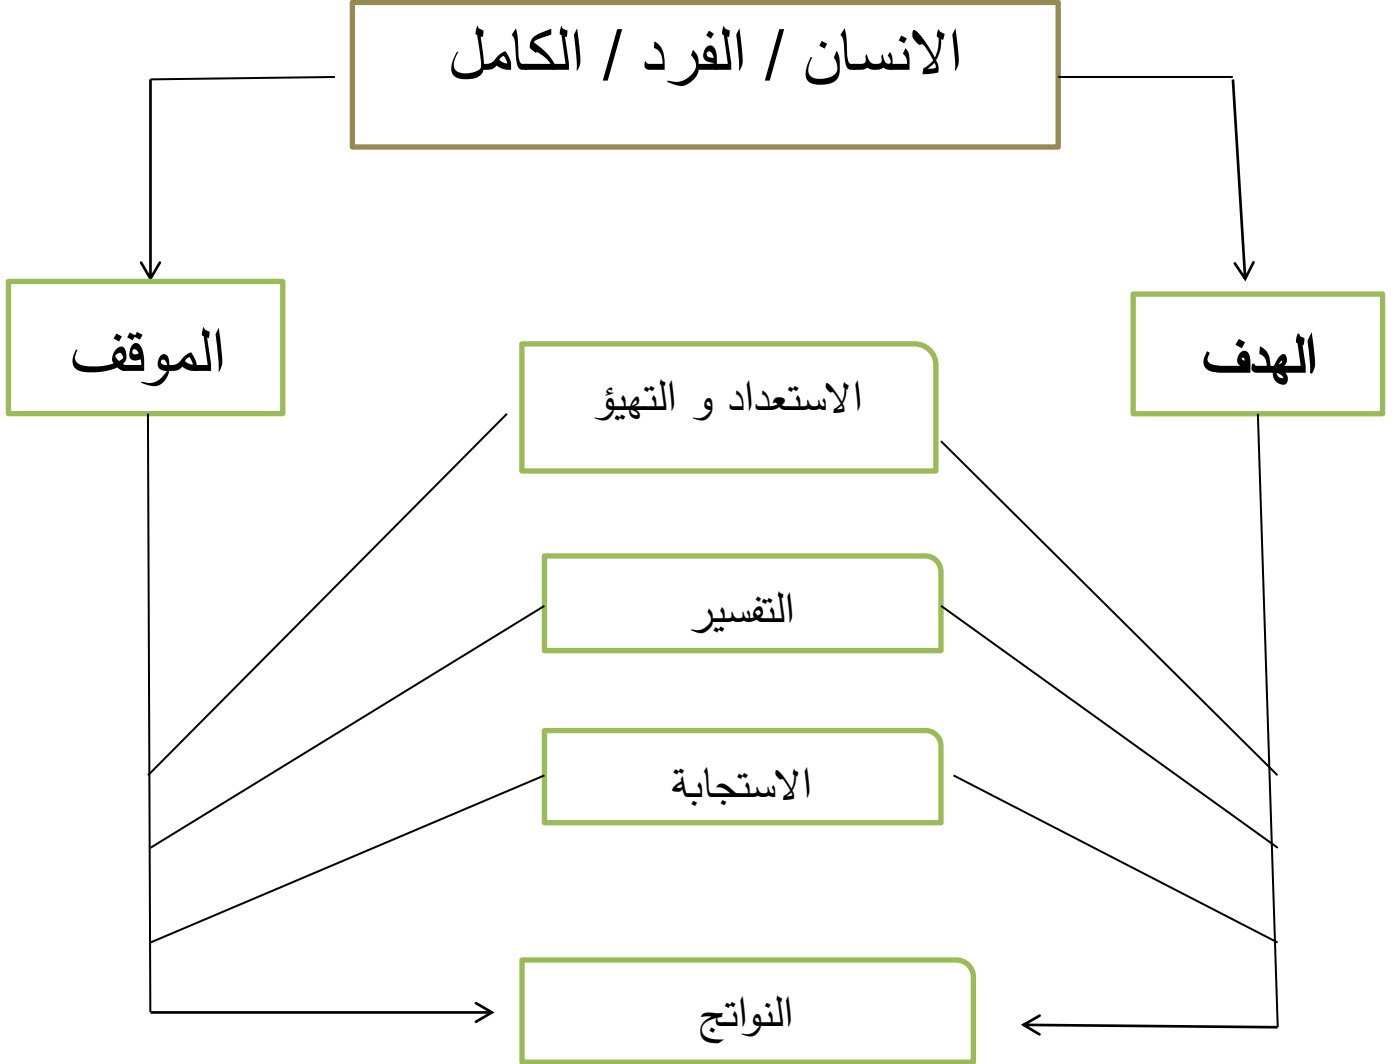 الانسان / الفرد / الكامل
الهدف
الموقف
الاستعداد و التهيؤ
التفسير
الاستجابة
النواتج